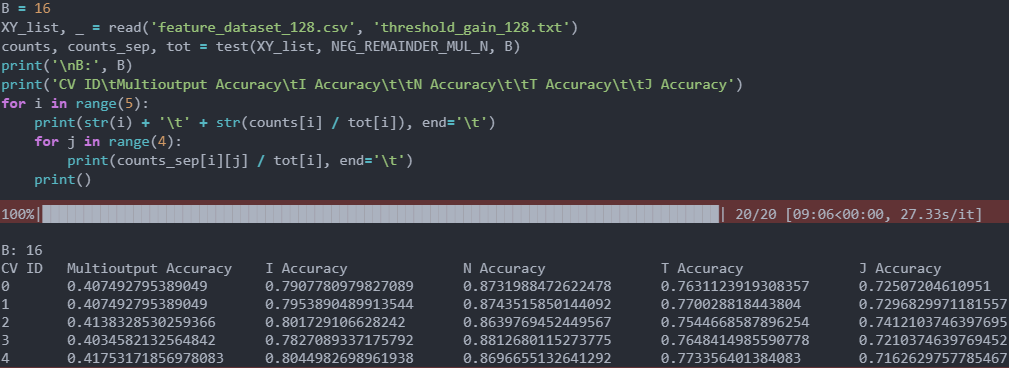 B = 16
XY_list, _ = read('feature_dataset_128.csv', 'threshold_gain_128.txt')
counts, counts_sep, tot = test(XY_list, NEG_REMAINDER_MUL_N, B)
print('\nB:', B)
print('CV ID\tMultioutput Accuracy\tI Accuracy\t\tN Accuracy\t\tT Accuracy\t\tJ Accuracy')
for i in range(5):
    print(str(i) + '\t' + str(counts[i] / tot[i]), end='\t')
    for j in range(4):
        print(counts_sep[i][j] / tot[i], end='\t')
    print()
100%| | 20/20 [09:06<00:00, 27.33s/it]
B: 16
CV ID Multioutput Accuracy I Accuracy N Accuracy T Accuracy J Accuracy
0 0.407492795389049 0.7907780979827089 0.8731988472622478 0.7631123919308357 0.72507204610951
1 0.407492795389049 0.7953890489913544 0.8743515850144092 0.770028818443804 0.7296829971181557
2 0.4138328530259366 0.801729106628242 0.8639769452449567 0.7544668587896254 0.7412103746397695
3 0.4034582132564842 0.7827089337175792 0.8812680115273775 0.7648414985590778 0.7210374639769452
4 0.41753171856978083 0.8044982698961938 0.8696655132641292 0.773356401384083 0.7162629757785467